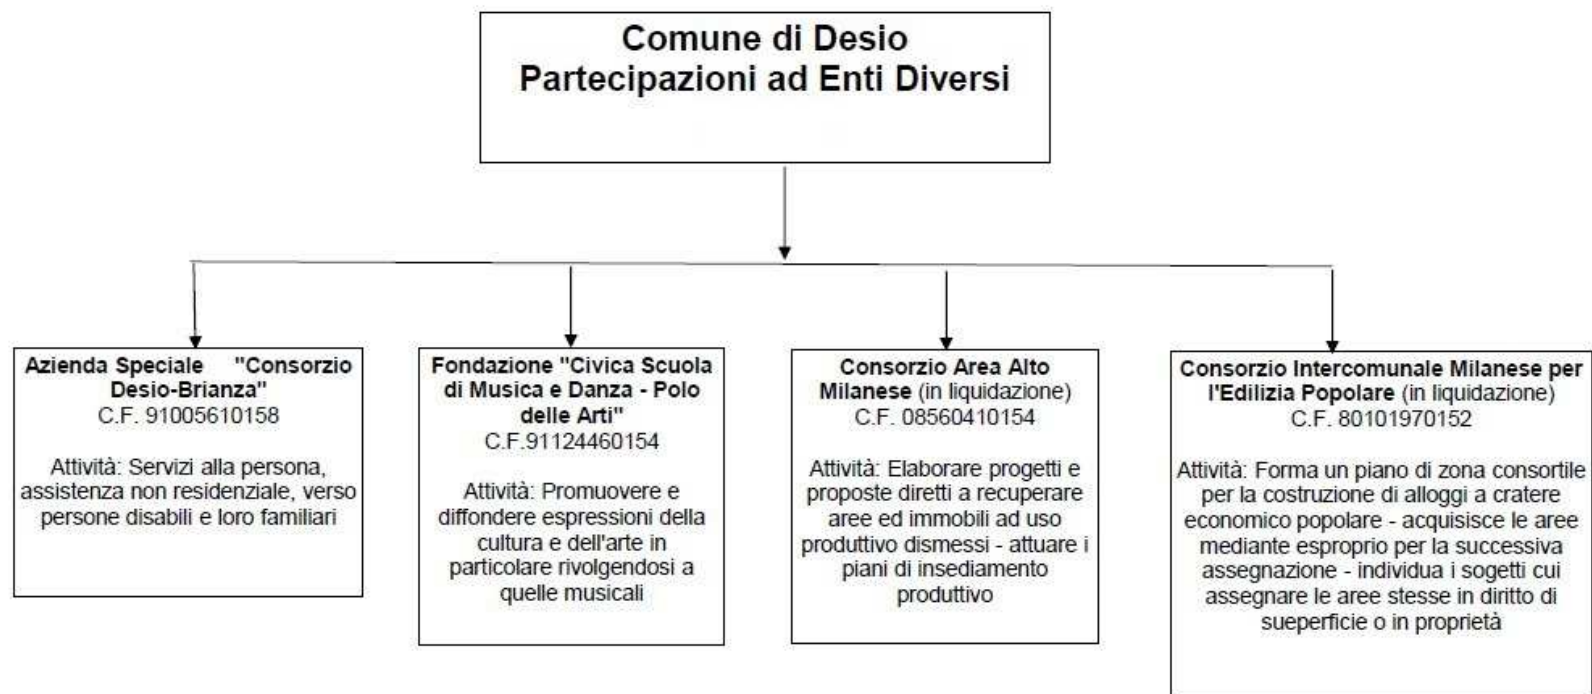 Comune di Desio
Partecipazioni ad Enti Diversi
Azienda Speciale "Consorzio
Desio-Brianza"
C.F. 91005610158
Attività: Servizi alla persona,
assistenza non residenziale, verso
persone disabili e loro familiari
Fondazione "Civica Scuola
di Musica e Danza - Polo
delle Arti"
C.F.91124460154
Attività: Promuovere e
diffondere espressioni della
cultura e dell'arte in
particolare rivolgendosi a
quelle musicali
Consorzio Area Alto
Milanese (in liquidazione)
C.F. 08560410154
Attività: Elaborare progetti e
proposte diretti a recuperare
aree ed immobili ad uso
produttivo dismessi - attuare i
piani di insediamento
produttivo
Consorzio Intercomunale Milanese per
l'Edilizia Popolare (in liquidazione)
C.F. 80101970152
Attività: Forma un piano di zona consortile
per la costruzione di alloggi a cratere
economico popolare - acquisisce le aree
mediante esproprio per la successiva
assegnazione - individua i sogetti cui
assegnare le aree stesse in diritto di
sueperficie o in proprietà